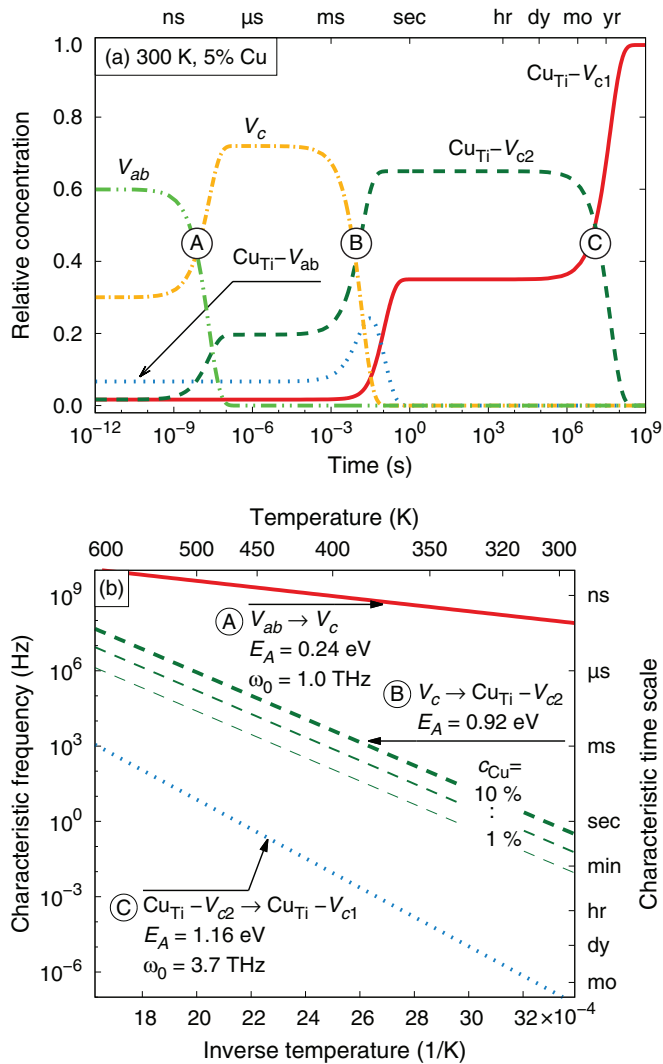 ns μs ms sec hr dy mo yr
(a) 300 K, 5% Cu
1.0
0.8
0.6
0.4
0.2
0.0
Relative concentration
V_ab
V_c
Cu_Ti−V_ab
Cu_Ti−V_c2
Cu_Ti−V_c1
A
B
C
10^−12 10^−9 10^−6 10^−3 10^0 10^3 10^6 10^9
Time (s)
Temperature (K)
600 500 450 400 340 320 300
(b)
10^9
10^6
10^3
10^0
10^−3
10^−6
Characteristic frequency (Hz)
A V_ab → V_c
E_A = 0.24 eV
ω_0 = 1.0 THz
B V_c → Cu_Ti − V_c2
E_A = 0.92 eV
c_Cu=
10 %
:
1 %
C Cu_Ti − V_c2 → Cu_Ti − V_c1
E_A = 1.16 eV
ω_0 = 3.7 THz
ns
μs
ms
sec
min
hr
dy
mo
Characteristic time scale
18 20 22 24 26 28 30 32 ×10^−4
Inverse temperature (1/K)